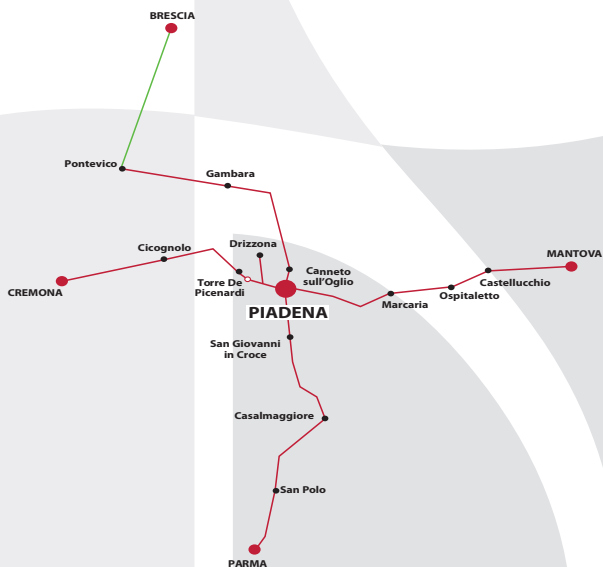 BRESCIA
Pontevico
Gambara
Drizzona
Cicognolo
MANTOVA
Canneto
sull'Oglio
Torre De
Picenardi
Castellucchio
CREMONA
Ospitaletto
Marcaria
PIADENA
San Giovanni
in Croce
Casalmaggiore
San Polo
PARMA